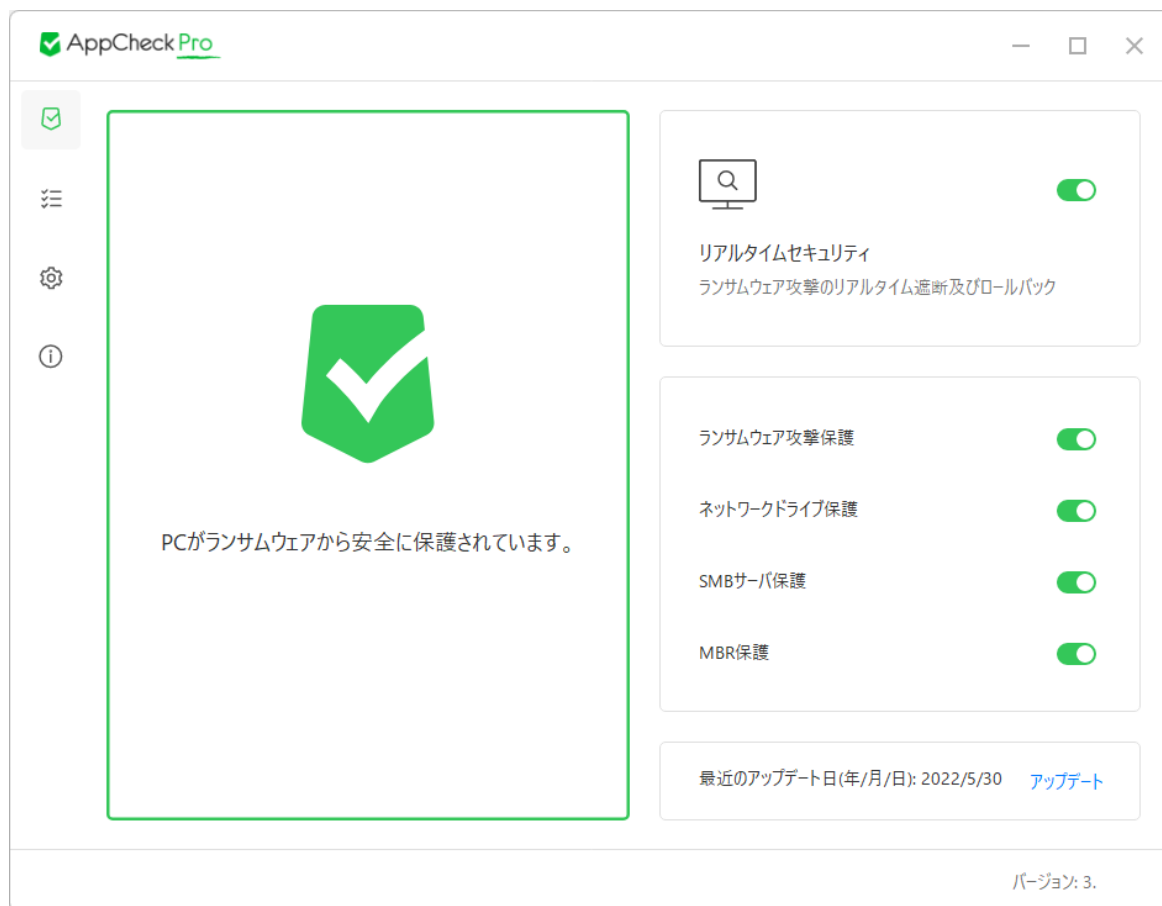 AppCheck Pro
リアルタイムセキュリティ
ランサムウェア攻撃のリアルタイム遮断及びロールバック
PCがランサムウェアから安全に保護されています。
ランサムウェア攻撃保護
ネットワークドライブ保護
SMBサーバ保護
MBR保護
最近のアップデート日(年/月/日): 2022/5/30 アップデート
バージョン: 3.